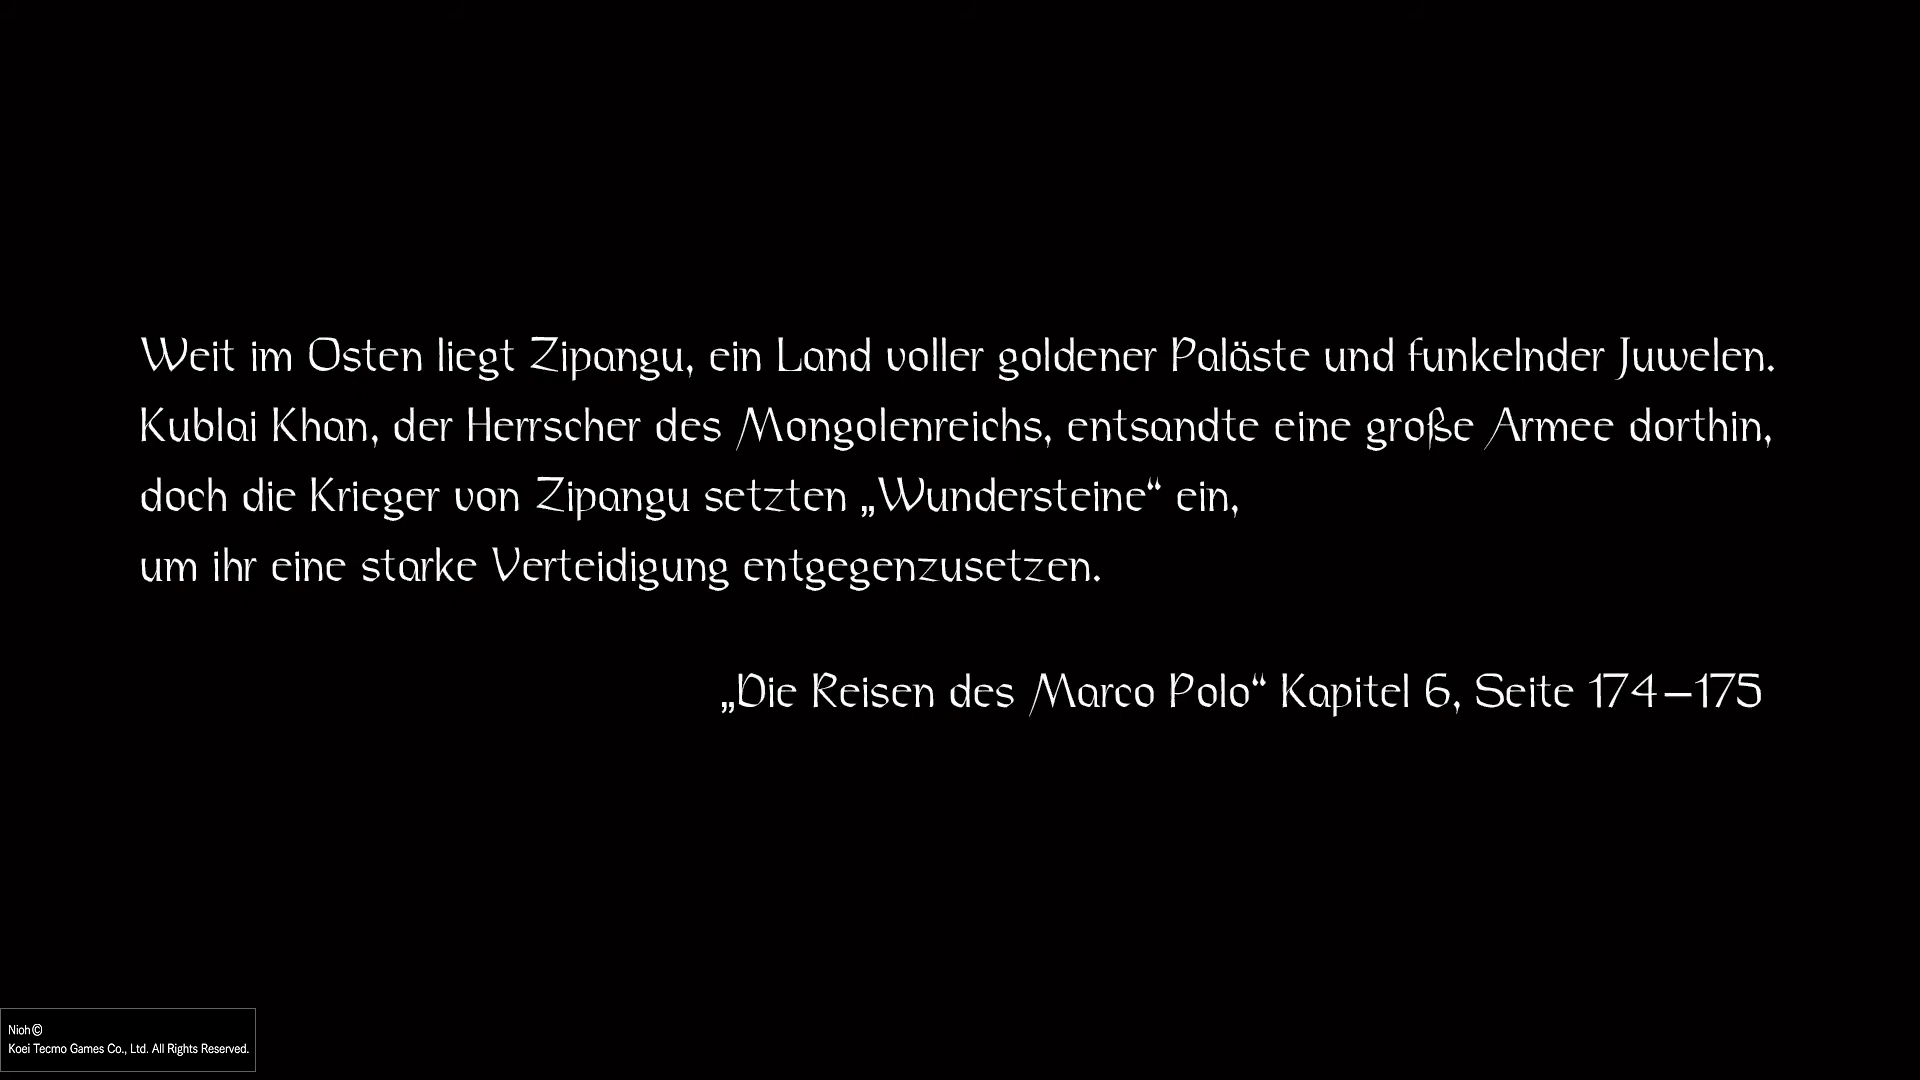 Weit im Osten liegt Zipangu, ein Land voller goldener Paläste und funkelnder Juwelen.
Kublai Khan, der Herrscher des Mongolenreichs, entsandte eine große Armee dorthin,
doch die Krieger von Zipangu setzten „Wundersteine“ ein,
um ihr eine starke Verteidigung entgegenzusetzen.
„Die Reisen des Marco Polo“ Kapitel 6, Seite 174–175
Nioh©
Koei Tecmo Games Co., Ltd. All Rights Reserved.